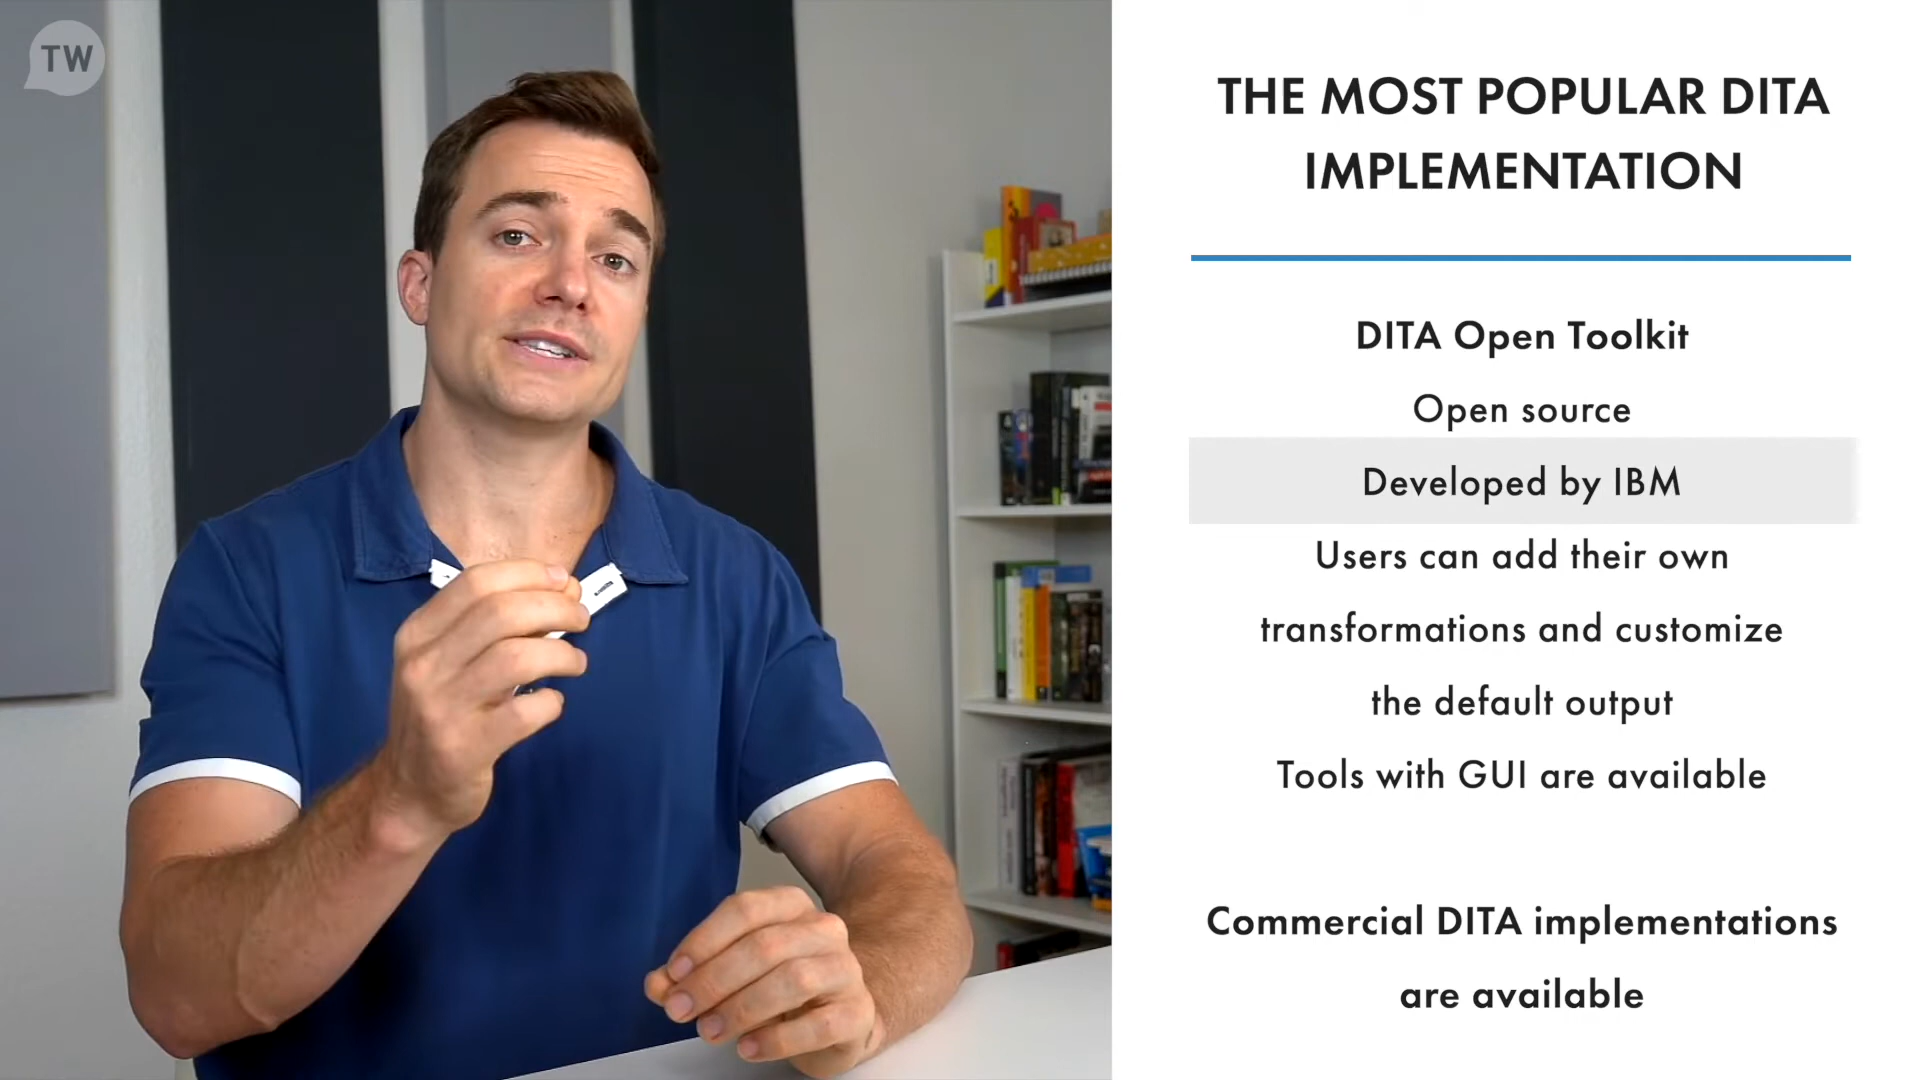 TW
THE MOST POPULAR DITA
IMPLEMENTATION
DITA Open Toolkit
Open source
Developed by IBM
Users can add their own
transformations and customize
the default output
Tools with GUI are available
Commercial DITA implementations
are available